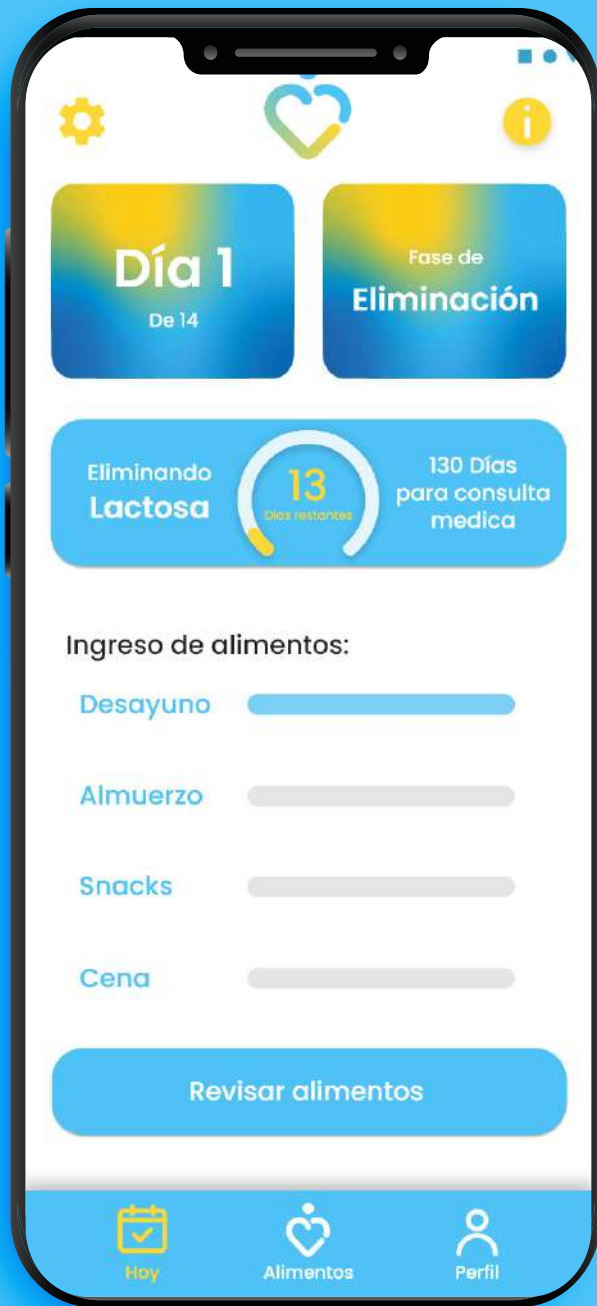 Día 1
De 14
Fase de
Eliminación
Eliminando
Lactosa
13
Días restantes
130 Días
para consulta
medica
Ingreso de alimentos:
Desayuno
Almuerzo
Snacks
Cena
Revisar alimentos
Hoy
Alimentos
Perfil